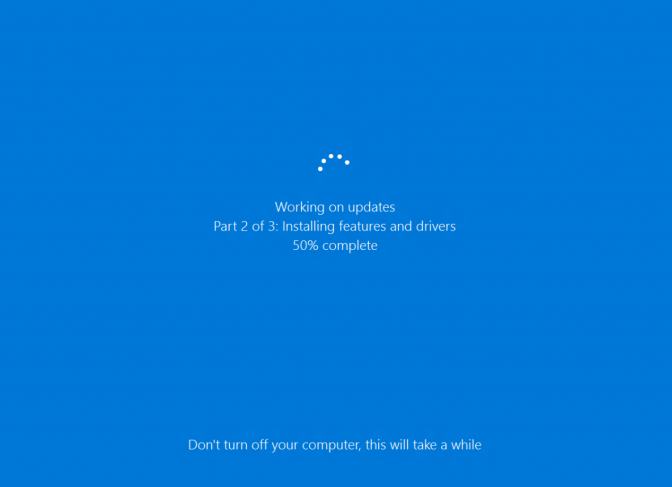 Working on updates
Part 2 of 3: Installing features and drivers
50% complete
Don't turn off your computer, this will take a while